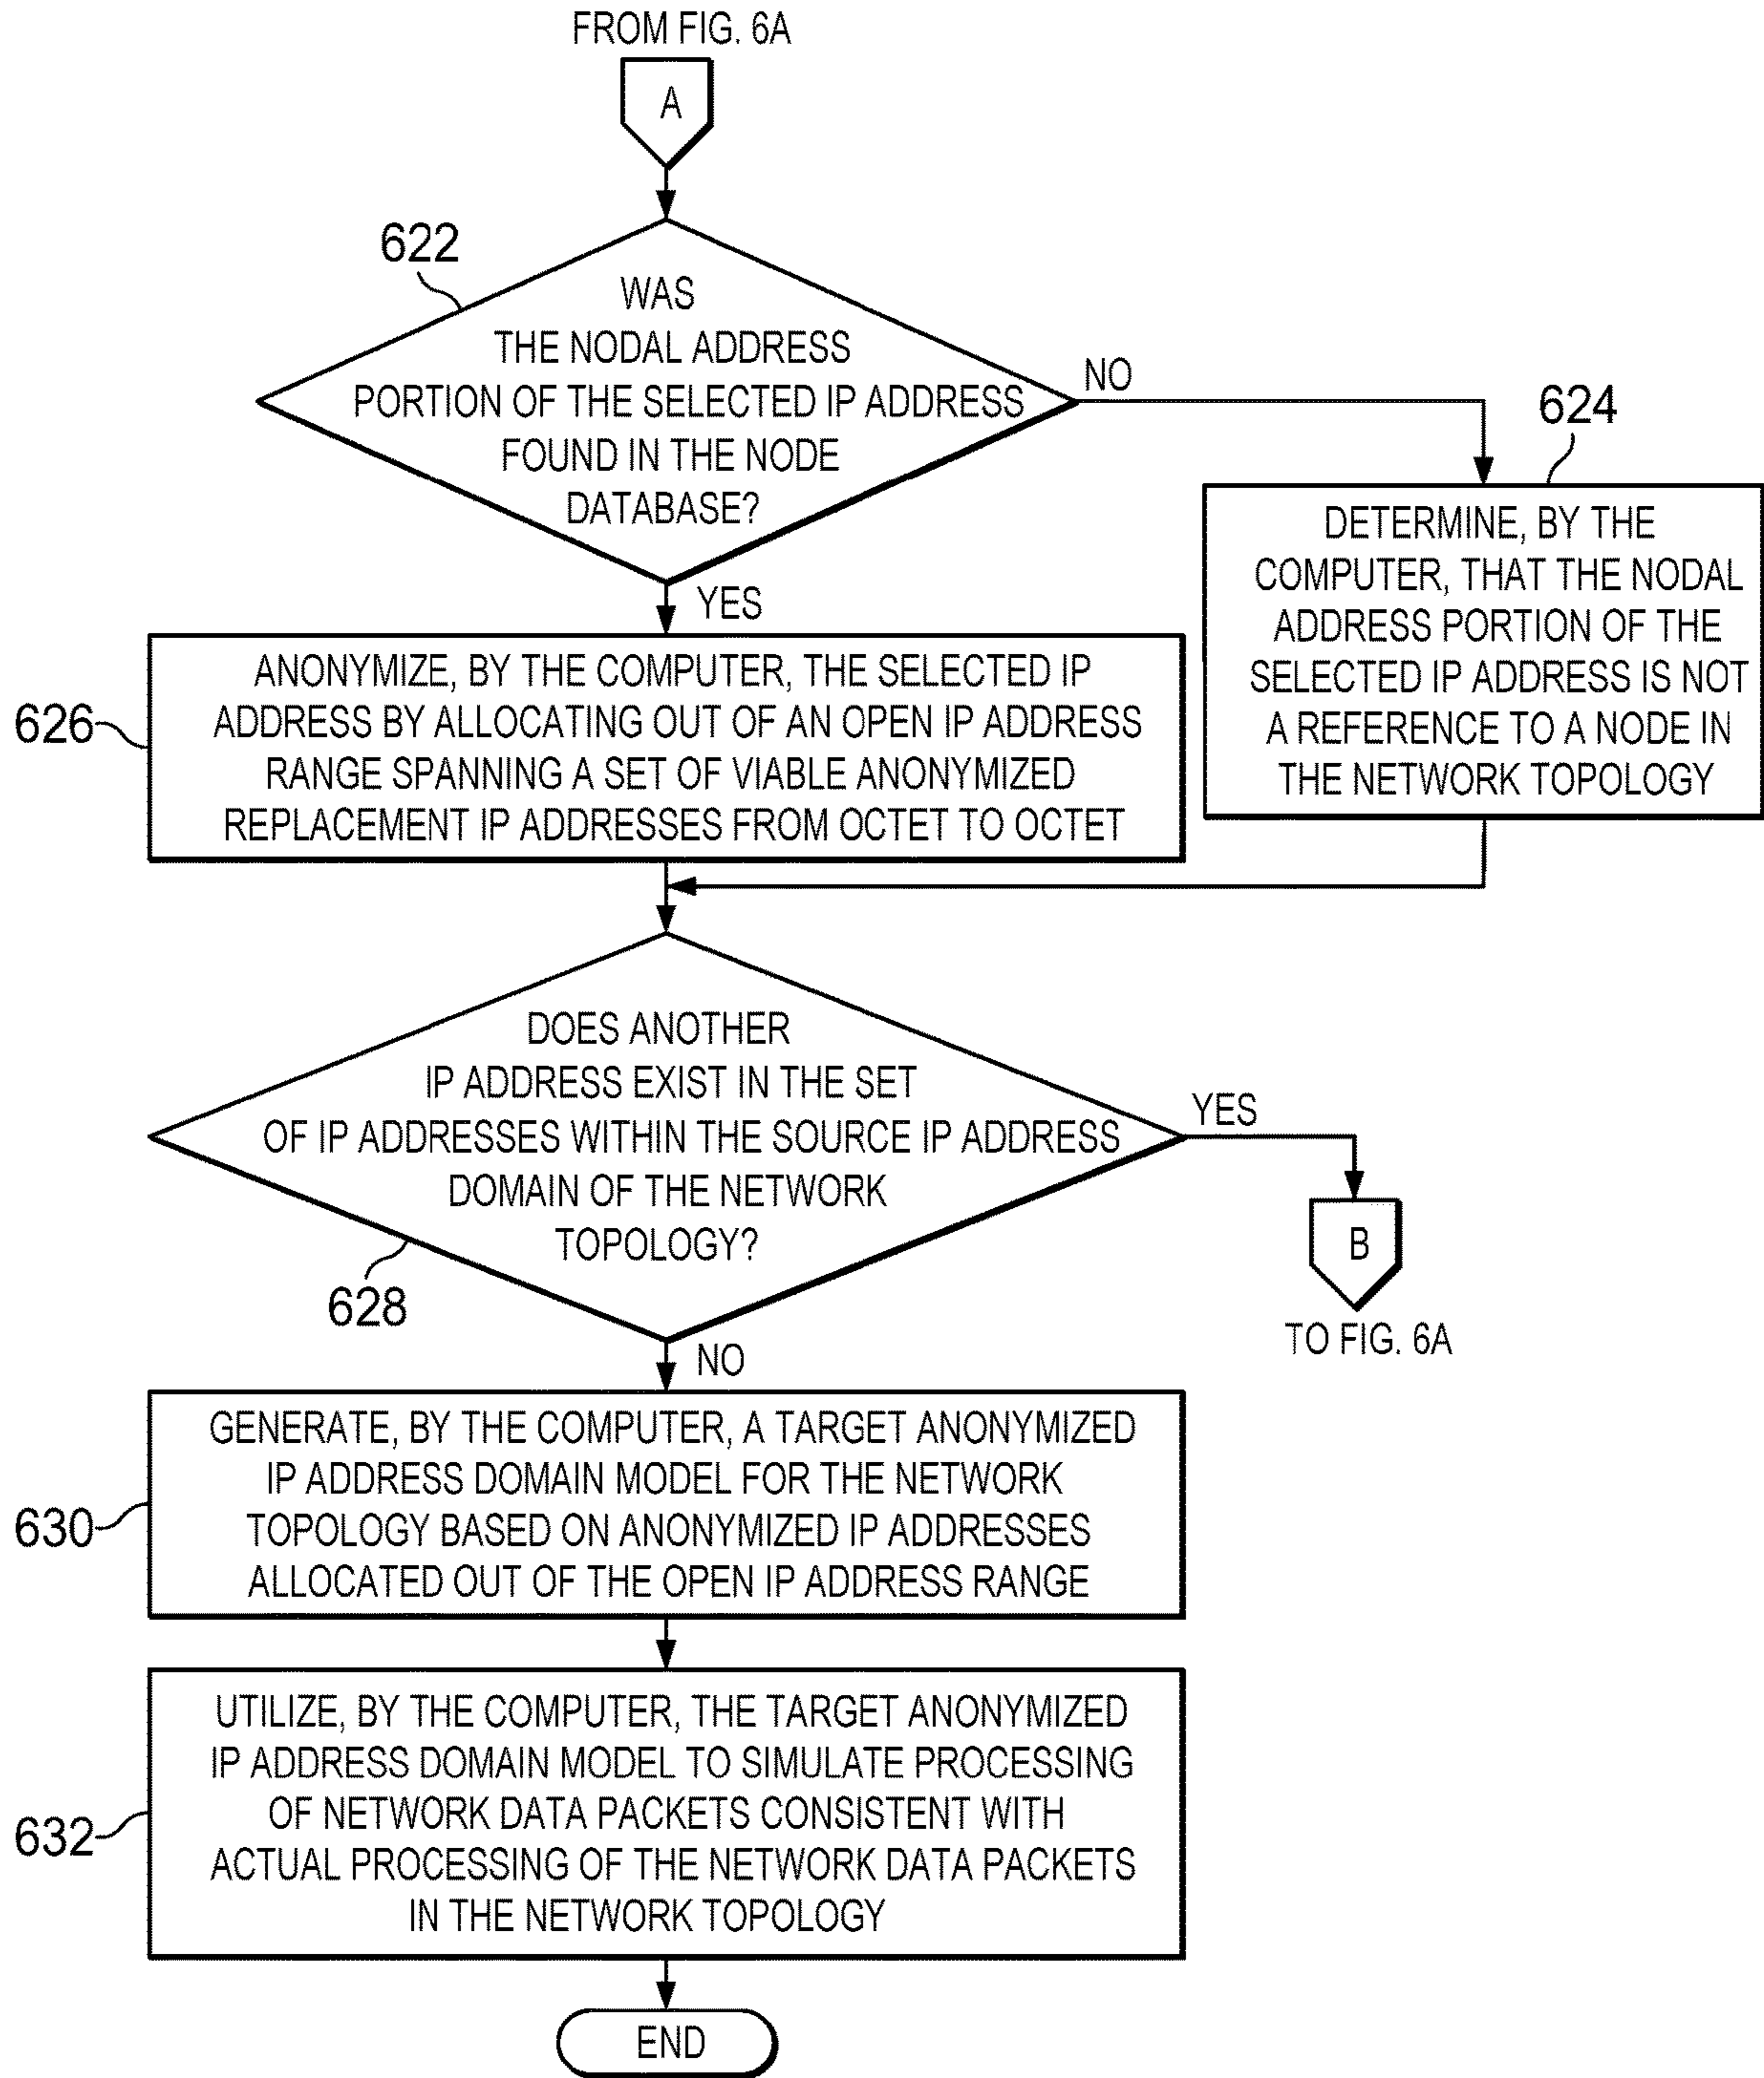 FROM FIG. 6A
A
622
WAS
THE NODAL ADDRESS
PORTION OF THE SELECTED IP ADDRESS
FOUND IN THE NODE
DATABASE?
NO
624
DETERMINE, BY THE
COMPUTER, THAT THE NODAL
ADDRESS PORTION OF THE
SELECTED IP ADDRESS IS NOT
A REFERENCE TO A NODE IN
THE NETWORK TOPOLOGY
YES
626
ANONYMIZE, BY THE COMPUTER, THE SELECTED IP
ADDRESS BY ALLOCATING OUT OF AN OPEN IP ADDRESS
RANGE SPANNING A SET OF VIABLE ANONYMIZED
REPLACEMENT IP ADDRESSES FROM OCTET TO OCTET
DOES ANOTHER
IP ADDRESS EXIST IN THE SET
OF IP ADDRESSES WITHIN THE SOURCE IP ADDRESS
DOMAIN OF THE NETWORK
TOPOLOGY?
628
YES
B
TO FIG. 6A
NO
630
GENERATE, BY THE COMPUTER, A TARGET ANONYMIZED
IP ADDRESS DOMAIN MODEL FOR THE NETWORK
TOPOLOGY BASED ON ANONYMIZED IP ADDRESSES
ALLOCATED OUT OF THE OPEN IP ADDRESS RANGE
632
UTILIZE, BY THE COMPUTER, THE TARGET ANONYMIZED
IP ADDRESS DOMAIN MODEL TO SIMULATE PROCESSING
OF NETWORK DATA PACKETS CONSISTENT WITH
ACTUAL PROCESSING OF THE NETWORK DATA PACKETS
IN THE NETWORK TOPOLOGY
END